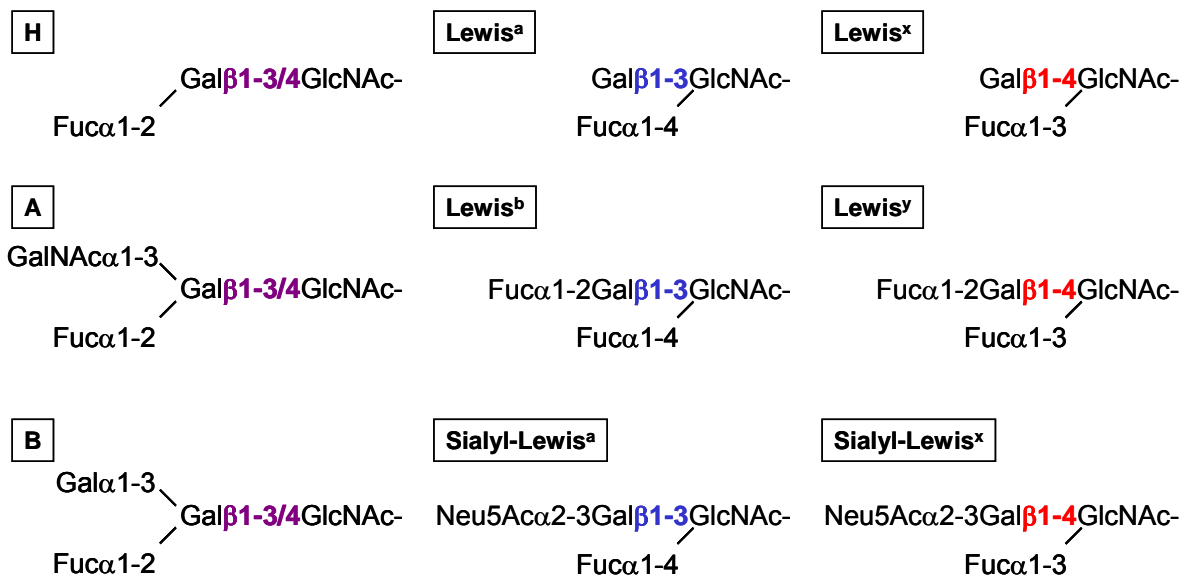 H
Galβ1-3/4GlcNAc-
Fucα1-2
Lewisᵃ
Galβ1-3GlcNAc-
Fucα1-4
Lewisˣ
Galβ1-4GlcNAc-
Fucα1-3
A
GalNAcα1-3
Galβ1-3/4GlcNAc-
Fucα1-2
Lewisᵇ
Fucα1-2Galβ1-3GlcNAc-
Fucα1-4
Lewisʸ
Fucα1-2Galβ1-4GlcNAc-
Fucα1-3
B
Galα1-3
Galβ1-3/4GlcNAc-
Fucα1-2
Sialyl-Lewisᵃ
Neu5Acα2-3Galβ1-3GlcNAc-
Fucα1-4
Sialyl-Lewisˣ
Neu5Acα2-3Galβ1-4GlcNAc-
Fucα1-3